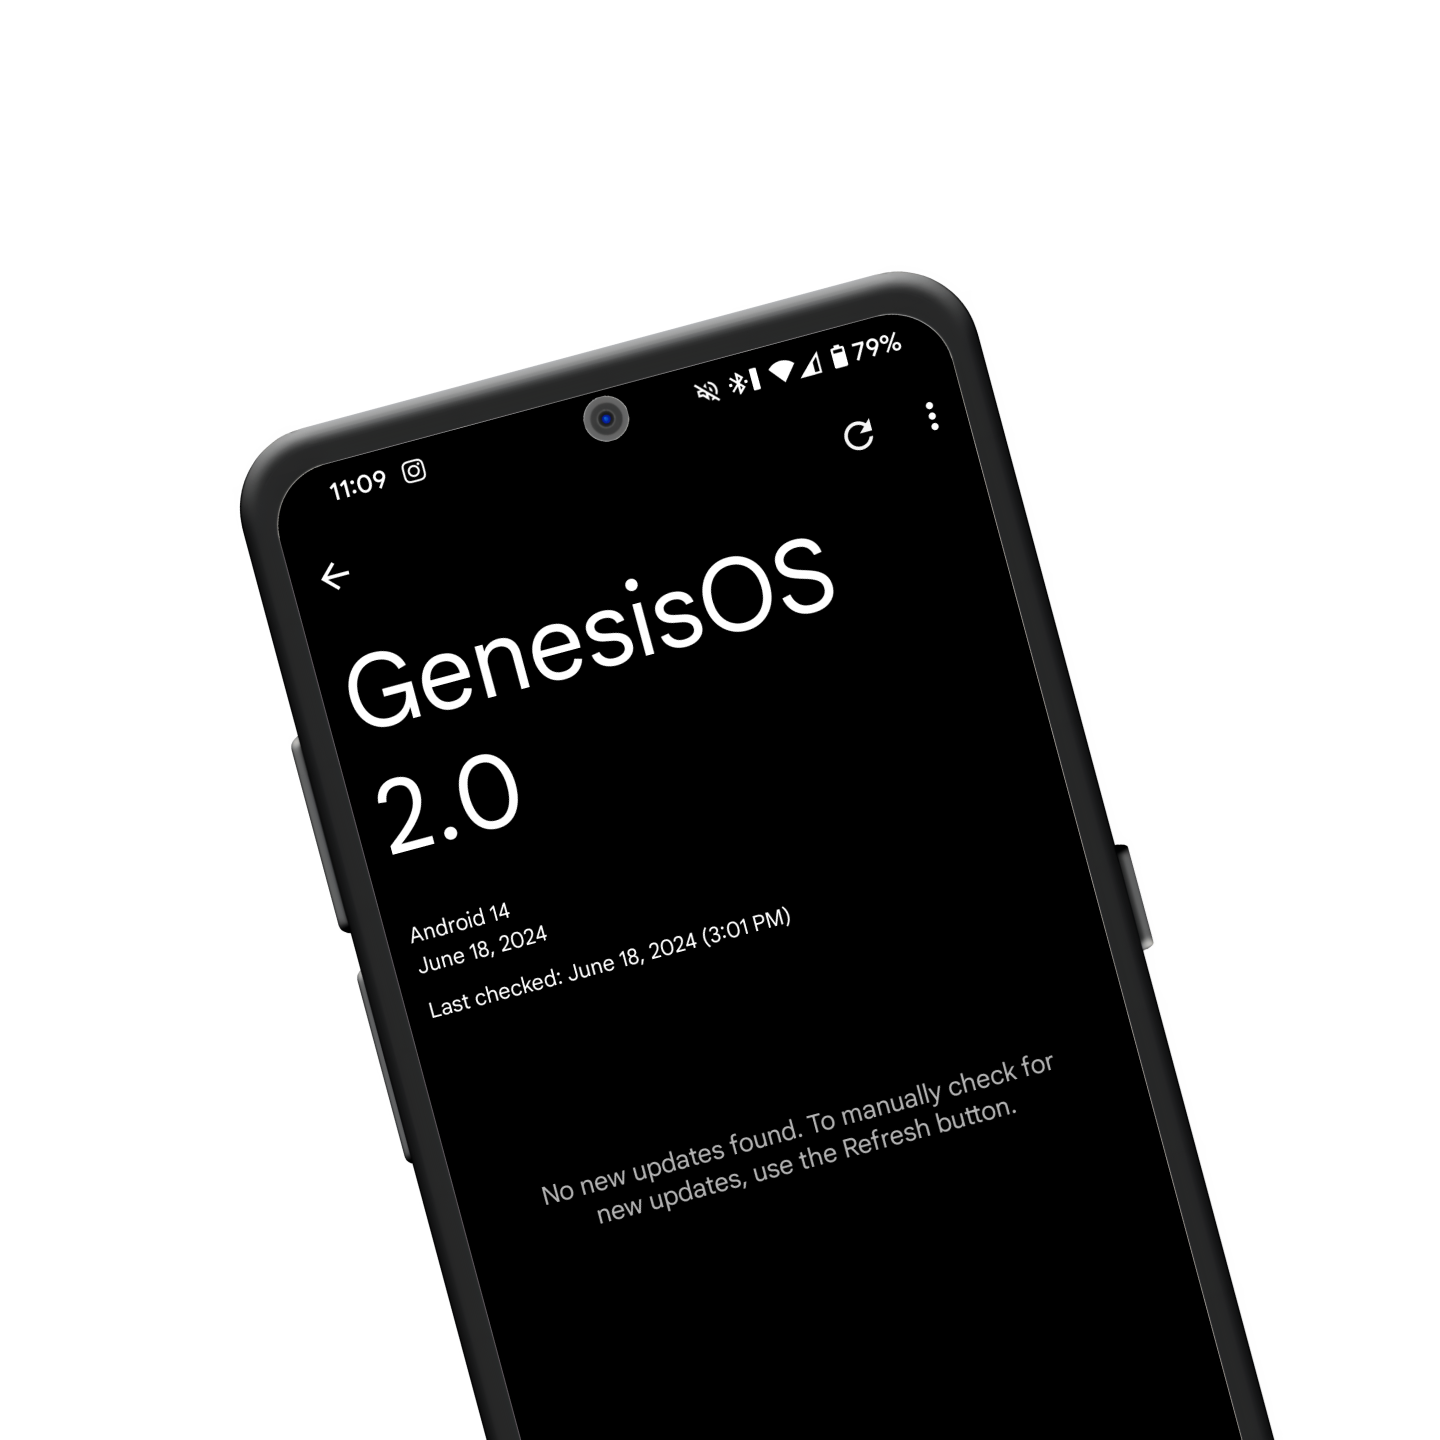 11:09 79%
GenesisOS
2.0
Android 14
June 18, 2024
Last checked: June 18, 2024 (3:01 PM)
No new updates found. To manually check for
new updates, use the Refresh button.